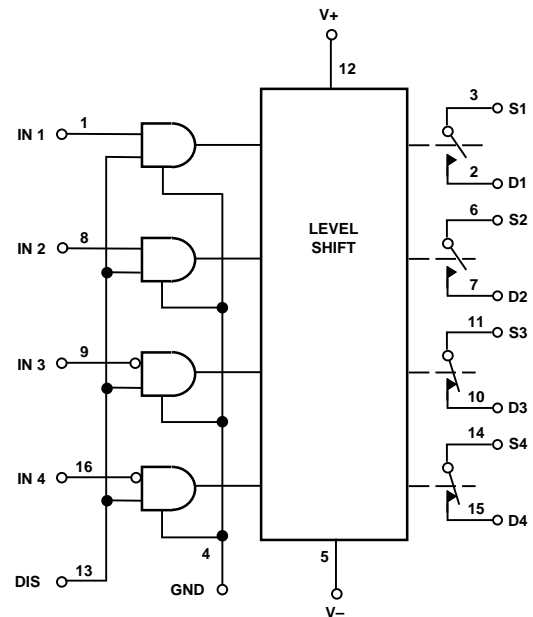 V+
12
3 S1
IN 1 1
2 D1
6 S2
IN 2 8
LEVEL
SHIFT
7 D2
11 S3
IN 3 9
10 D3
14 S4
IN 4 16
15 D4
4
5
DIS 13
GND
V–